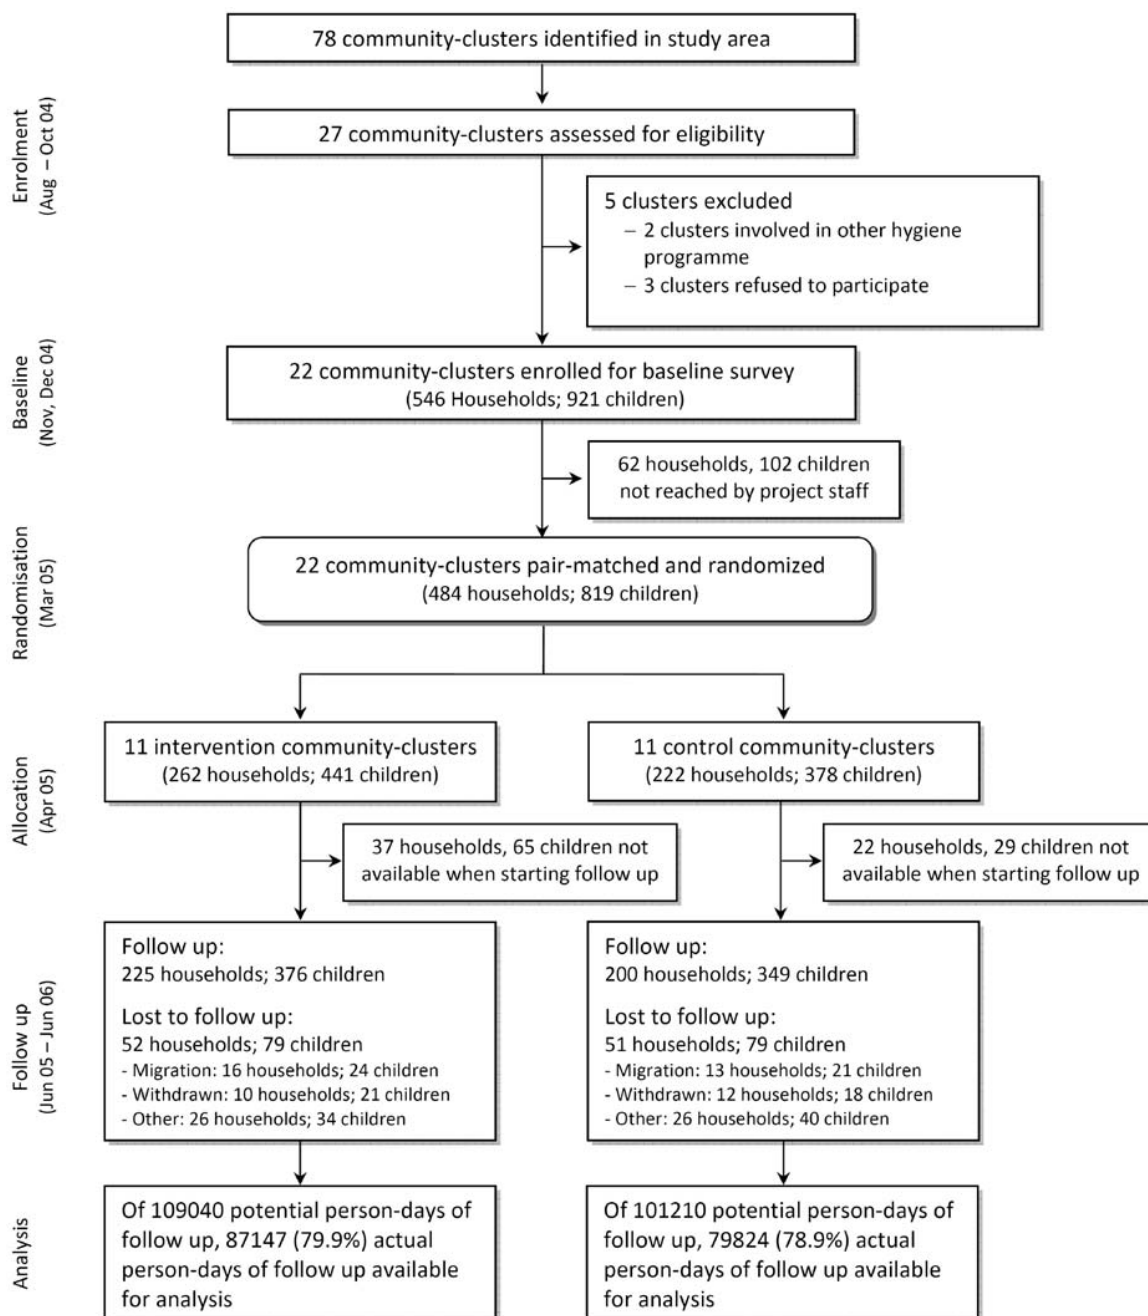 78 community-clusters identified in study area
Enrolment
(Aug – Oct 04)
27 community-clusters assessed for eligibility
5 clusters excluded
– 2 clusters involved in other hygiene
programme
– 3 clusters refused to participate
Baseline
(Nov, Dec 04)
22 community-clusters enrolled for baseline survey
(546 Households; 921 children)
62 households, 102 children
not reached by project staff
Randomisation
(Mar 05)
22 community-clusters pair-matched and randomized
(484 households; 819 children)
Allocation
(Apr 05)
11 intervention community-clusters
(262 households; 441 children)
11 control community-clusters
(222 households; 378 children)
37 households, 65 children not
available when starting follow up
22 households, 29 children not
available when starting follow up
Follow up
(Jun 05 – Jun 06)
Follow up:
225 households; 376 children
Lost to follow up:
52 households; 79 children
- Migration: 16 households; 24 children
- Withdrawn: 10 households; 21 children
- Other: 26 households; 34 children
Follow up:
200 households; 349 children
Lost to follow up:
51 households; 79 children
- Migration: 13 households; 21 children
- Withdrawn: 12 households; 18 children
- Other: 26 households; 40 children
Analysis
Of 109040 potential person-days of
follow up, 87147 (79.9%) actual
person-days of follow up available
for analysis
Of 101210 potential person-days of
follow up, 79824 (78.9%) actual
person-days of follow up available
for analysis